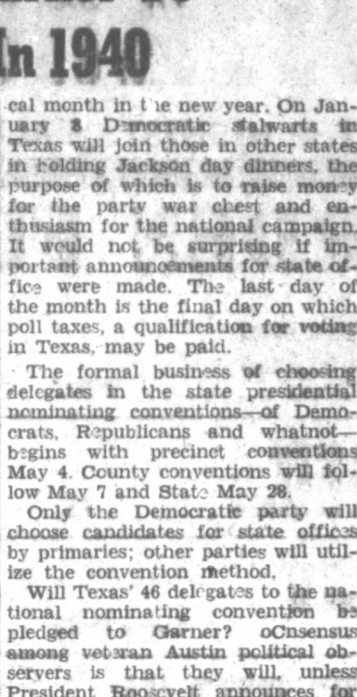 In 1940
cal month in the new year. On Jan-
uary 8 Democratic stalwarts in
Texas will join those in other states
in holding Jackson day dinners, the
purpose of which is to raise money
for the party war chest and en-
thusiasm for the national campaign.
It would not be surprising if im-
portant announcements for state of-
fice were made. The last day of
the month is the final day on which
poll taxes, a qualification for voting
in Texas, may be paid.
The formal business of choosing
delegates in the state presidential
nominating conventions—of Demo-
crats, Republicans and whatnot—
begins with precinct conventions
May 4. County conventions will fol-
low May 7 and State May 28.
Only the Democratic party will
choose candidates for state offices
by primaries; other parties will util-
ize the convention method.
Will Texas' 46 delegates to the na-
tional nominating convention be
pledged to Garner? oCnsensus
among veteran Austin political ob-
servers is that they will, unless
President Roosevelt announces for